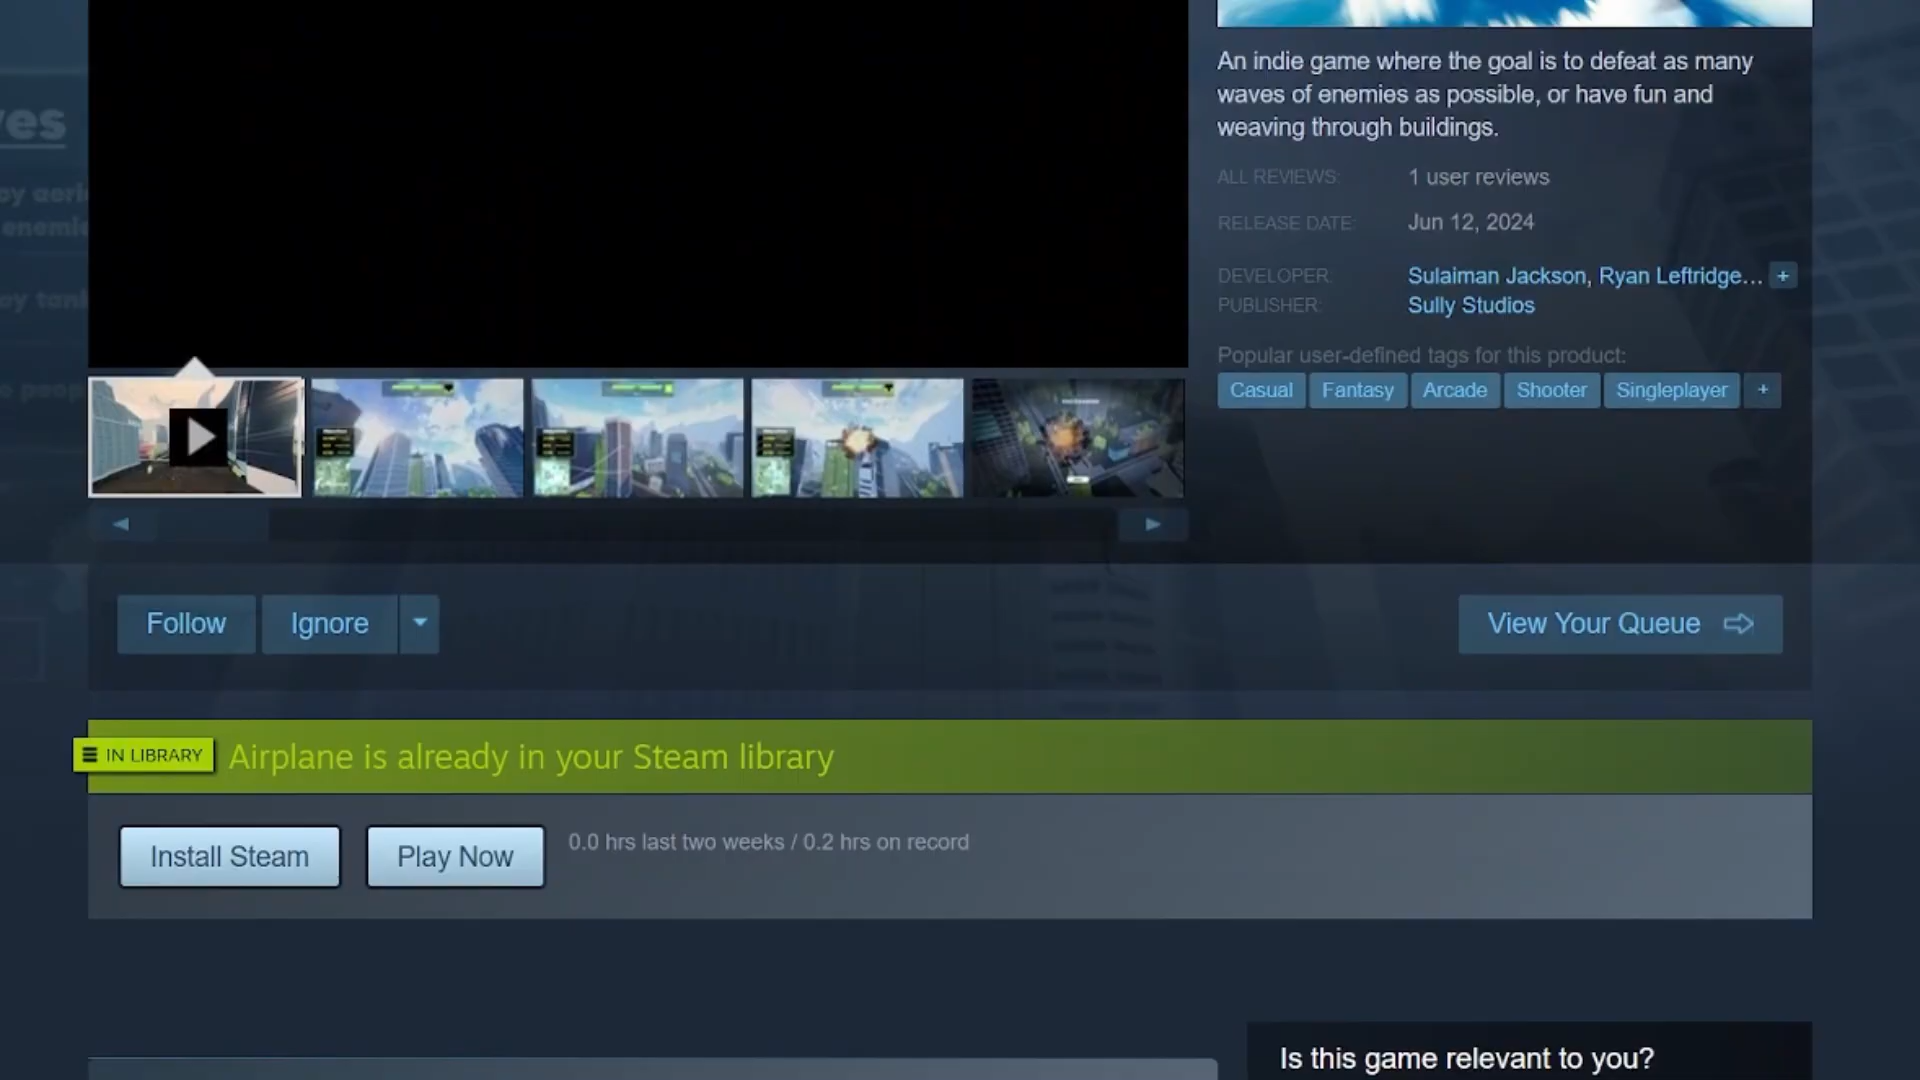 An indie game where the goal is to defeat as many
waves of enemies as possible, or have fun and
weaving through buildings.
ALL REVIEWS: 1 user reviews
RELEASE DATE: Jun 12, 2024
DEVELOPER: Sulaiman Jackson, Ryan Leftridge... +
PUBLISHER: Sully Studios
Popular user-defined tags for this product:
Casual Fantasy Arcade Shooter Singleplayer +
Follow Ignore
View Your Queue
IN LIBRARY Airplane is already in your Steam library
Install Steam Play Now 0.0 hrs last two weeks / 0.2 hrs on record
Is this game relevant to you?